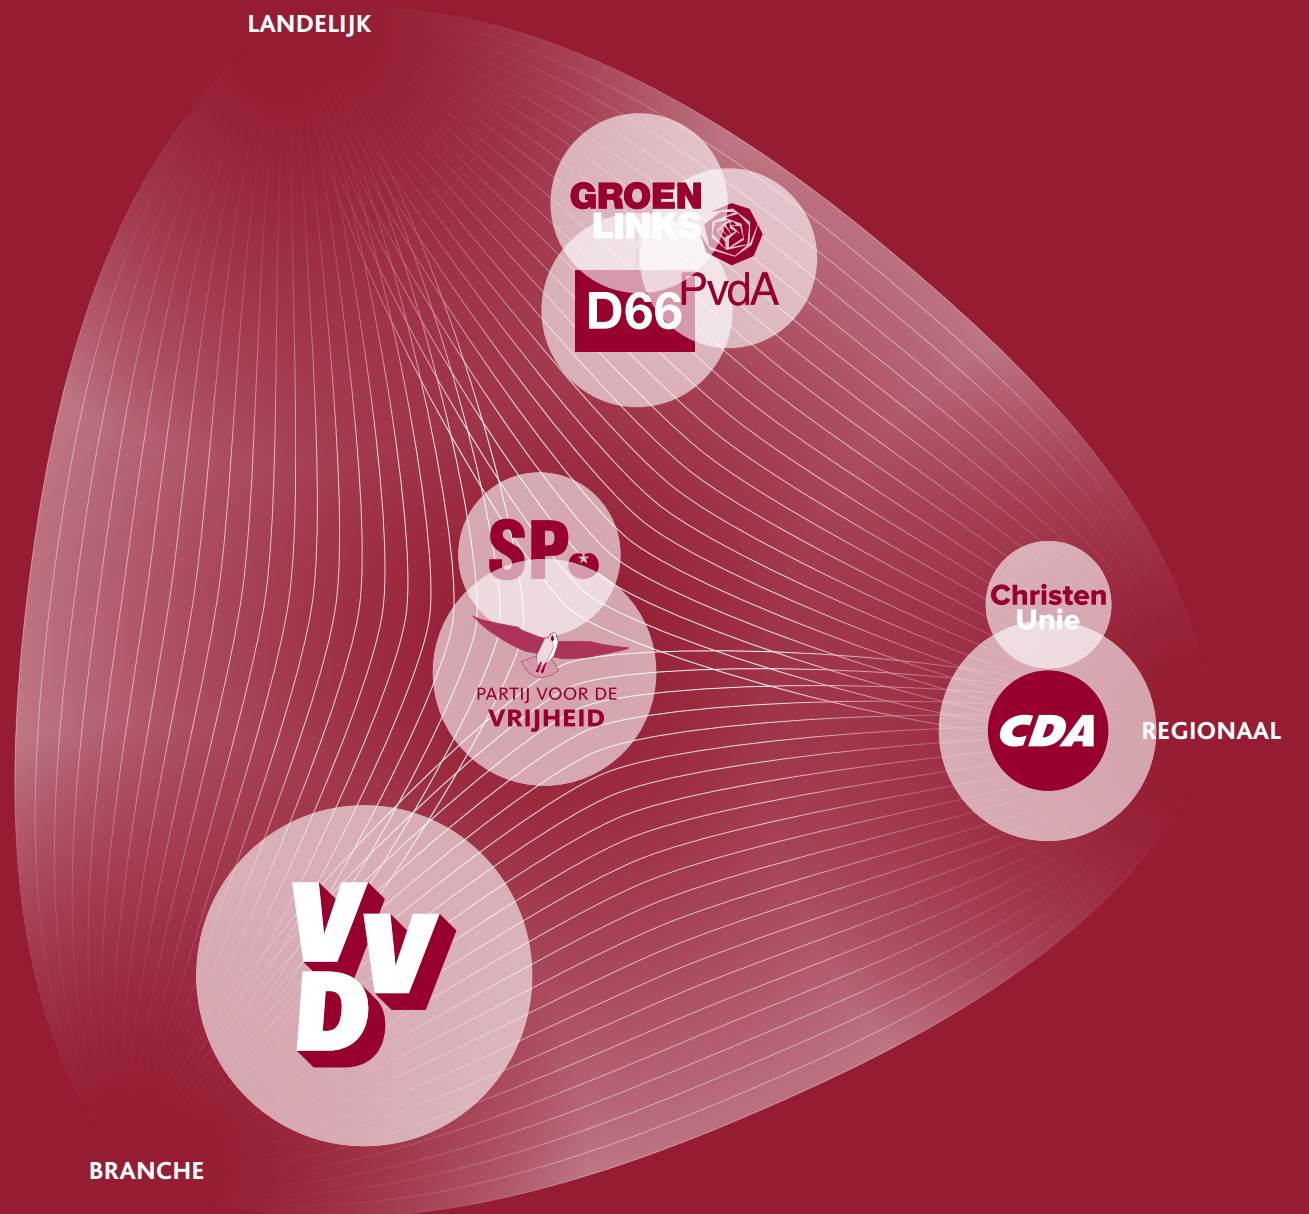 LANDELIJK
GROEN
LINKS
PvdA
D66
SP
PARTIJ VOOR DE
VRIJHEID
Christen
Unie
CDA
REGIONAAL
VVD
BRANCHE